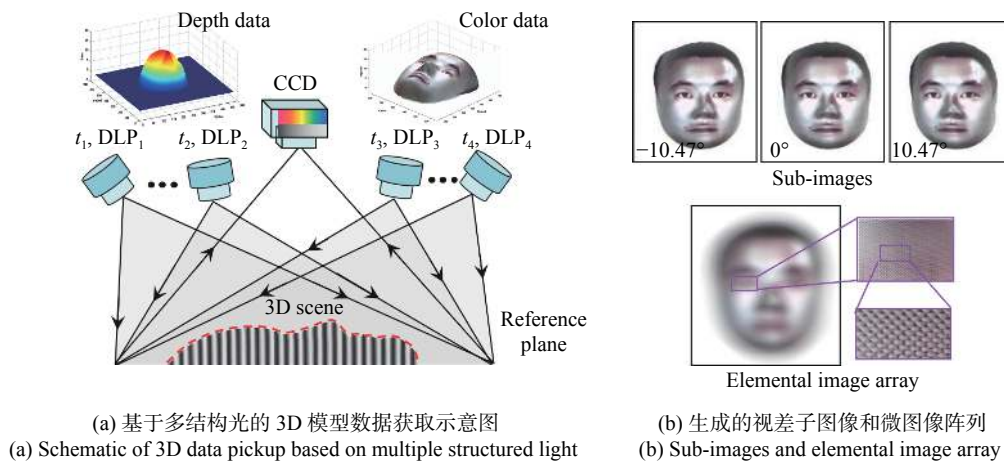 Depth data
Color data
CCD
t₁, DLP₁
t₂, DLP₂
t₃, DLP₃
t₄, DLP₄
3D scene
Reference
plane
(a) 基于多结构光的 3D 模型数据获取示意图
(a) Schematic of 3D data pickup based on multiple structured light
−10.47°
0°
10.47°
Sub-images
Elemental image array
(b) 生成的视差子图像和微图像阵列
(b) Sub-images and elemental image array